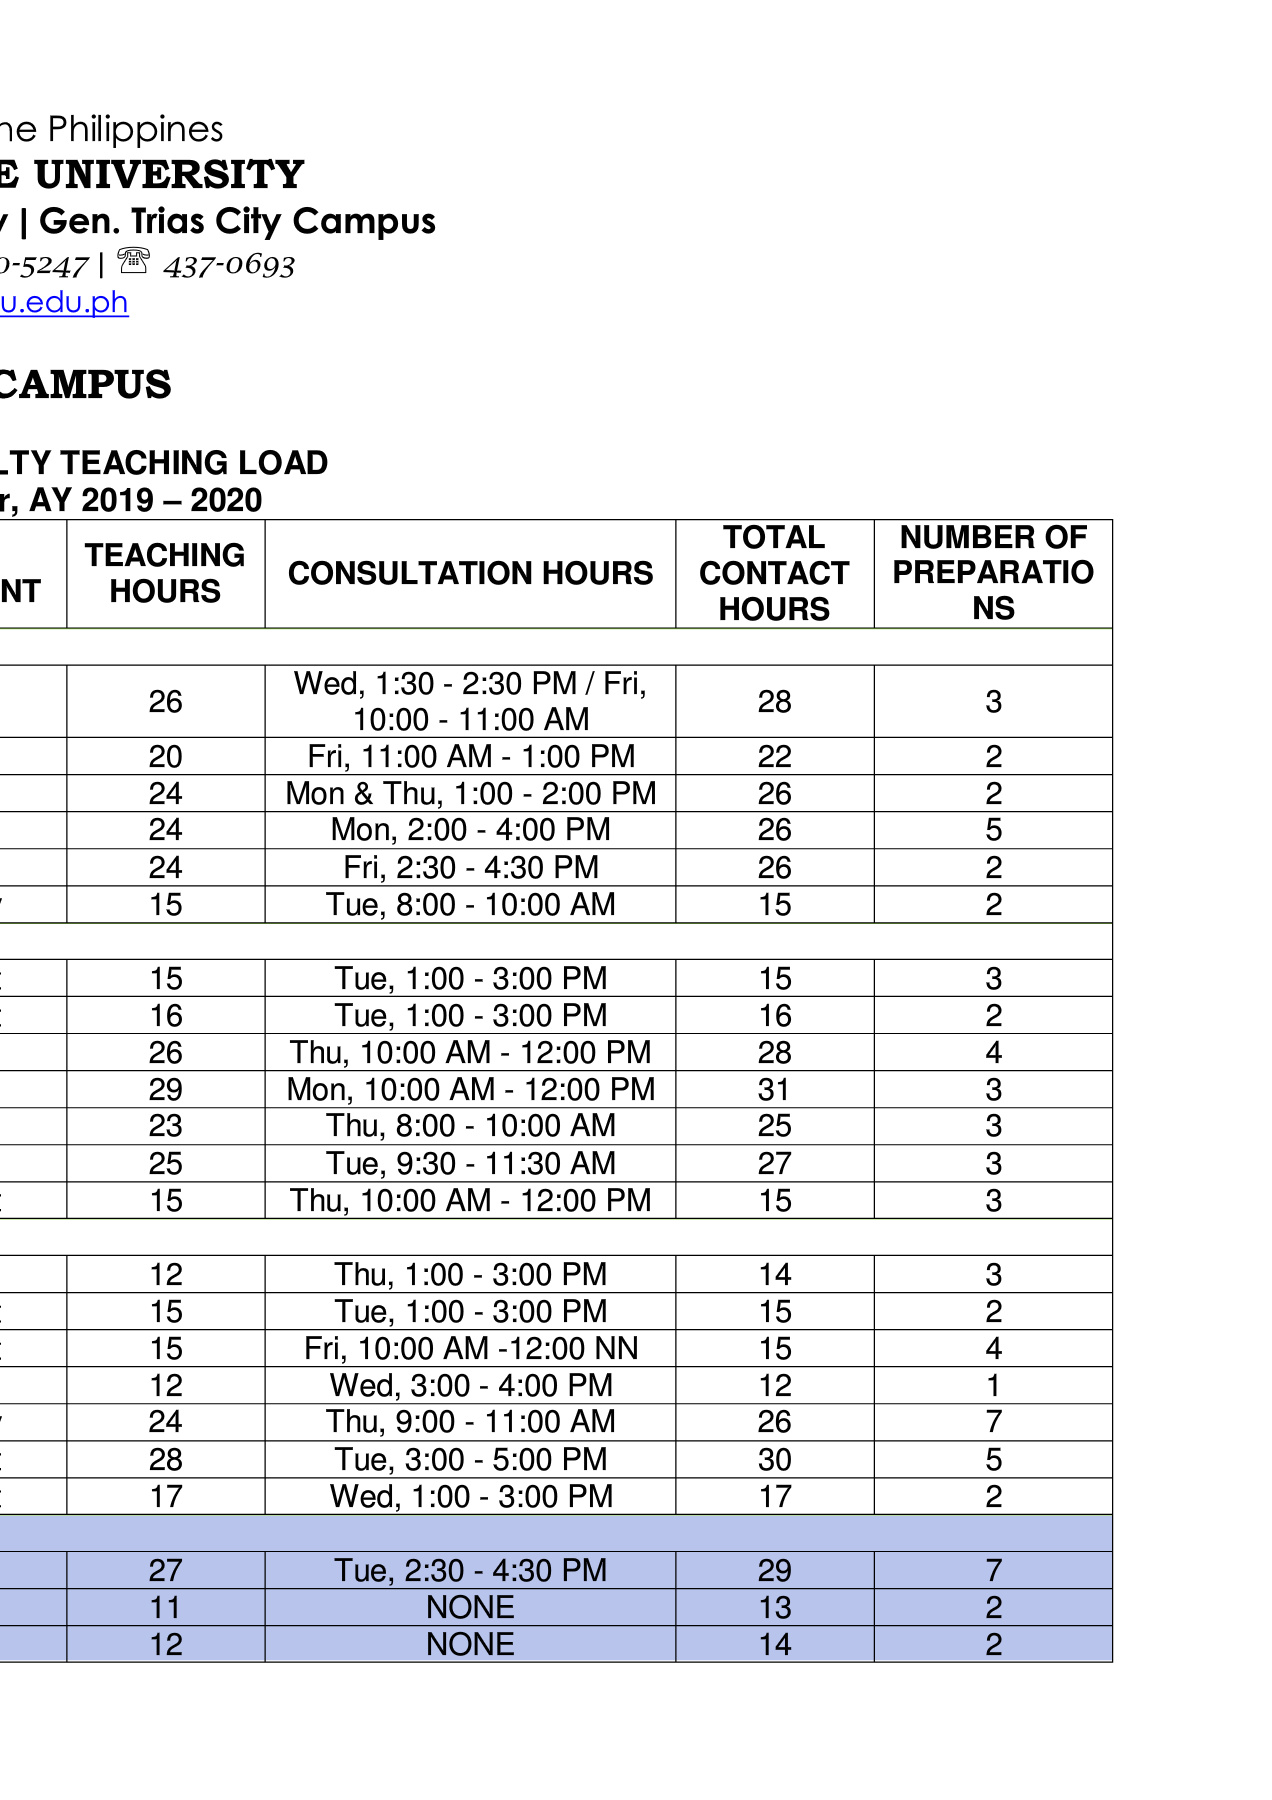 ne Philippines
E UNIVERSITY
y | Gen. Trias City Campus
0-5247 | ☏ 437-0693
u.edu.ph
CAMPUS
LTY TEACHING LOAD
r, AY 2019 – 2020
NT TEACHING HOURS CONSULTATION HOURS TOTAL CONTACT HOURS NUMBER OF PREPARATIO NS
26 Wed, 1:30 - 2:30 PM / Fri, 10:00 - 11:00 AM 28 3
20 Fri, 11:00 AM - 1:00 PM 22 2
24 Mon & Thu, 1:00 - 2:00 PM 26 2
24 Mon, 2:00 - 4:00 PM 26 5
24 Fri, 2:30 - 4:30 PM 26 2
15 Tue, 8:00 - 10:00 AM 15 2
15 Tue, 1:00 - 3:00 PM 15 3
16 Tue, 1:00 - 3:00 PM 16 2
26 Thu, 10:00 AM - 12:00 PM 28 4
29 Mon, 10:00 AM - 12:00 PM 31 3
23 Thu, 8:00 - 10:00 AM 25 3
25 Tue, 9:30 - 11:30 AM 27 3
15 Thu, 10:00 AM - 12:00 PM 15 3
12 Thu, 1:00 - 3:00 PM 14 3
15 Tue, 1:00 - 3:00 PM 15 2
15 Fri, 10:00 AM -12:00 NN 15 4
12 Wed, 3:00 - 4:00 PM 12 1
24 Thu, 9:00 - 11:00 AM 26 7
28 Tue, 3:00 - 5:00 PM 30 5
17 Wed, 1:00 - 3:00 PM 17 2
27 Tue, 2:30 - 4:30 PM 29 7
11 NONE 13 2
12 NONE 14 2